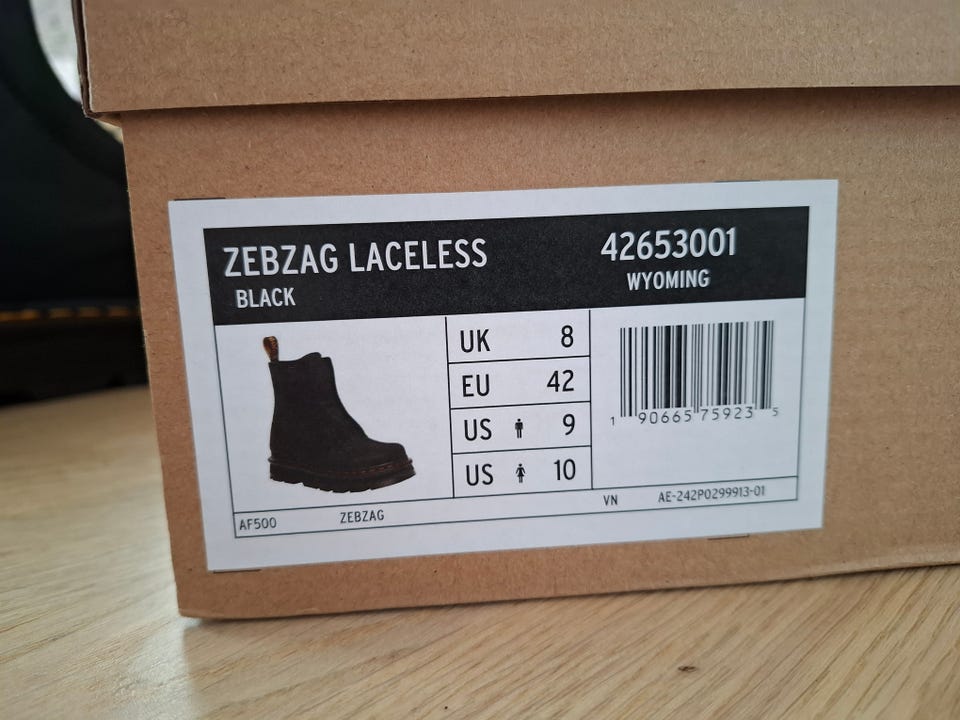 ZEBZAG LACELESS
42653001
BLACK
WYOMING
UK 8
EU 42
US 9
US 10
1 90665 75923 5
AF500 ZEBZAG VN AE-242P0299913-01